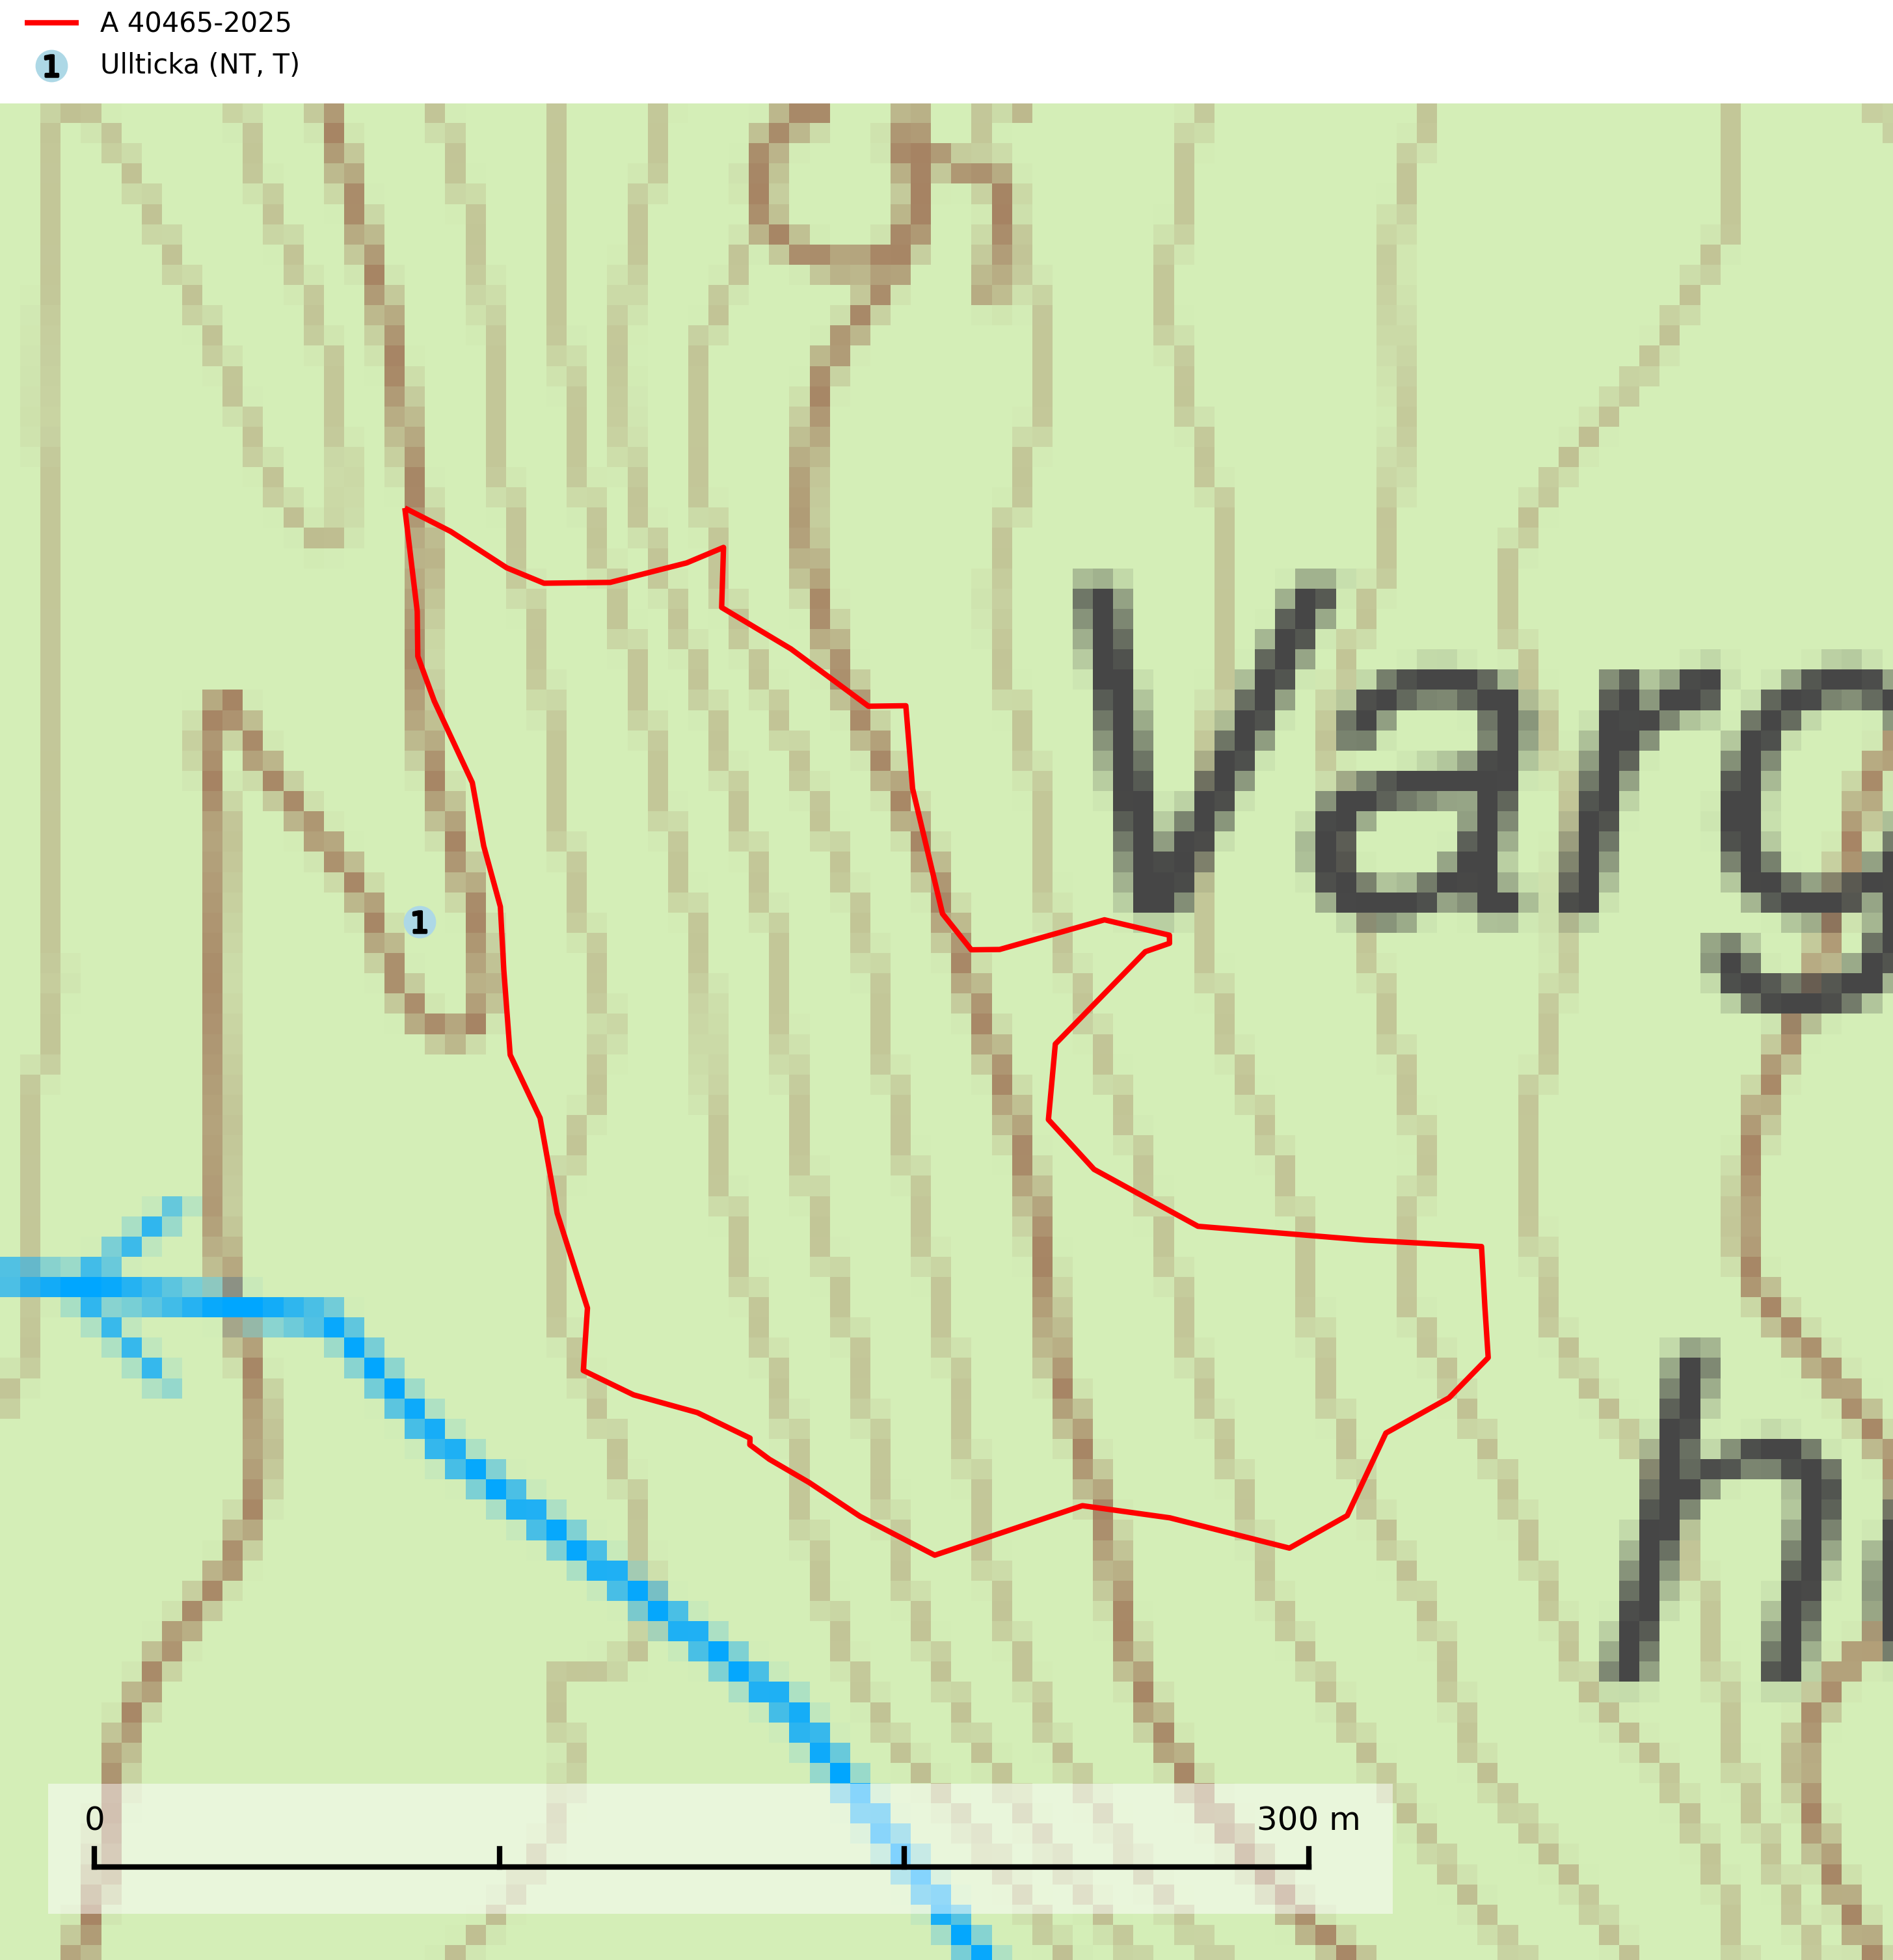 A 40465-2025
1 Ullticka (NT, T)
Varg
1
h
0 300 m